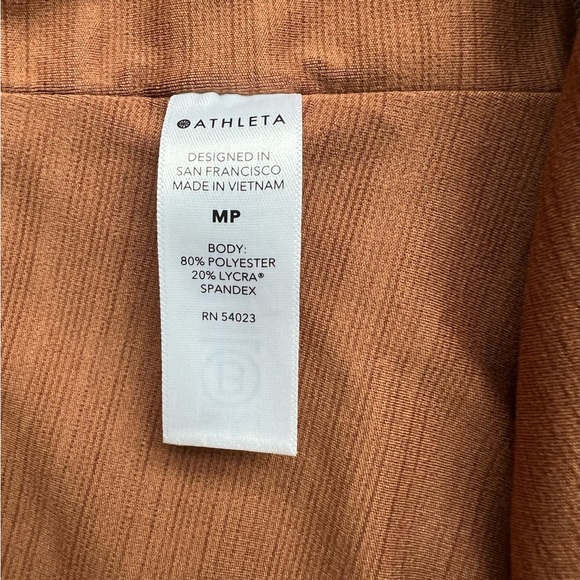 ATHLETA
DESIGNED IN
SAN FRANCISCO
MADE IN VIETNAM
MP
BODY:
80% POLYESTER
20% LYCRA®
SPANDEX
RN 54023